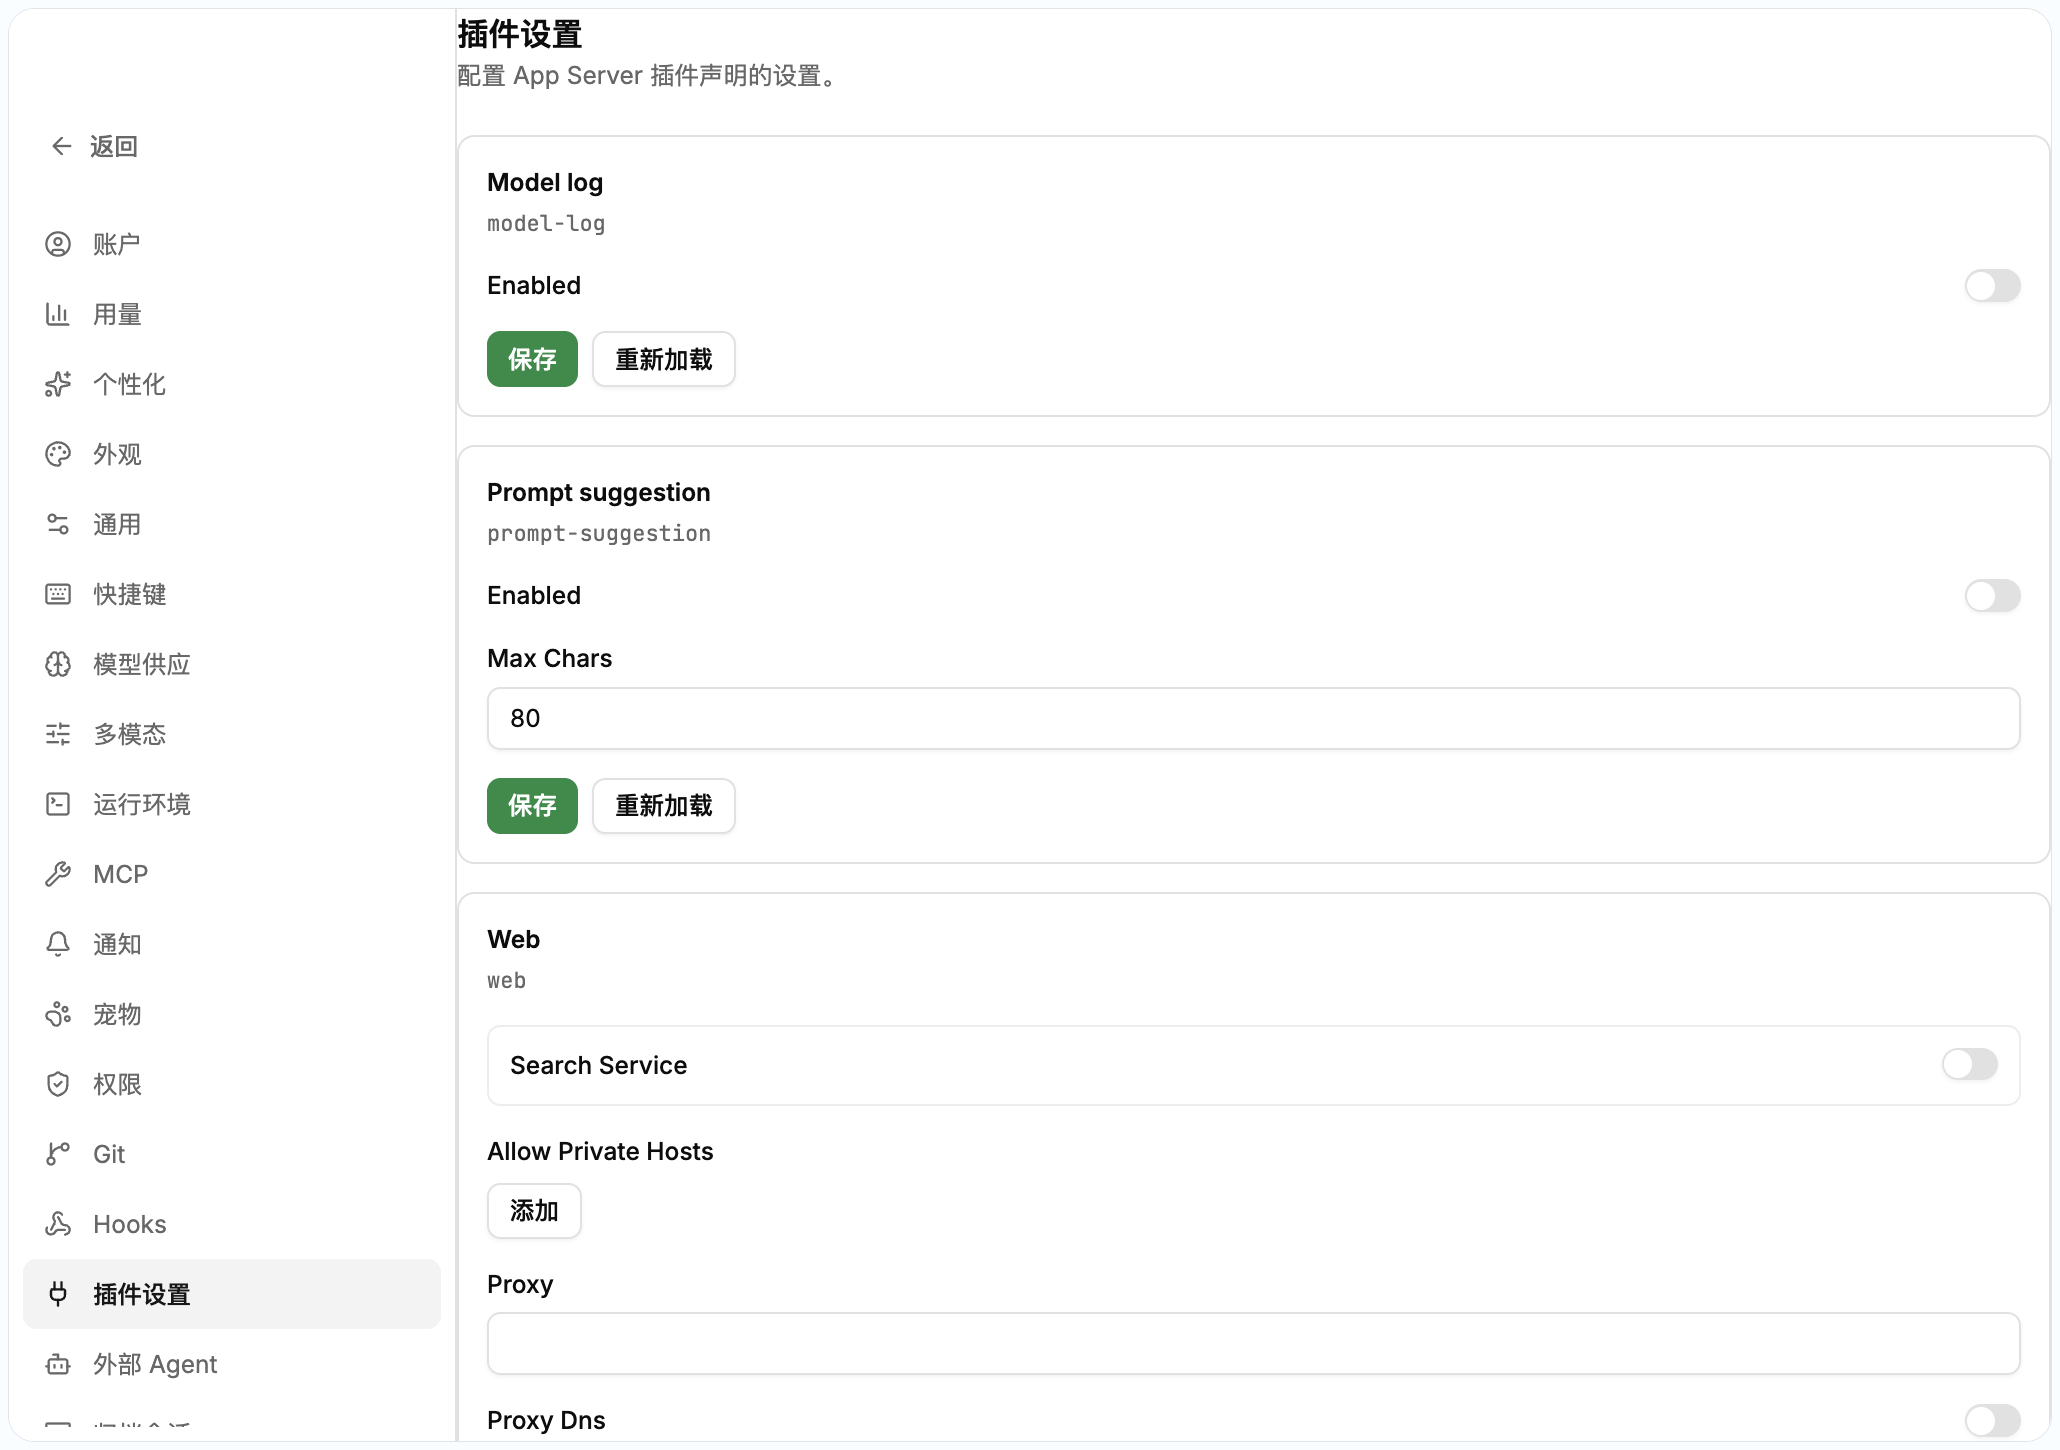 插件设置
配置 App Server 插件声明的设置。
返回
账户
用量
个性化
外观
通用
快捷键
模型供应
多模态
运行环境
MCP
通知
宠物
权限
Git
Hooks
插件设置
外部 Agent
Model log
model-log
Enabled
保存
重新加载
Prompt suggestion
prompt-suggestion
Enabled
Max Chars
80
保存
重新加载
Web
web
Search Service
Allow Private Hosts
添加
Proxy
Proxy Dns